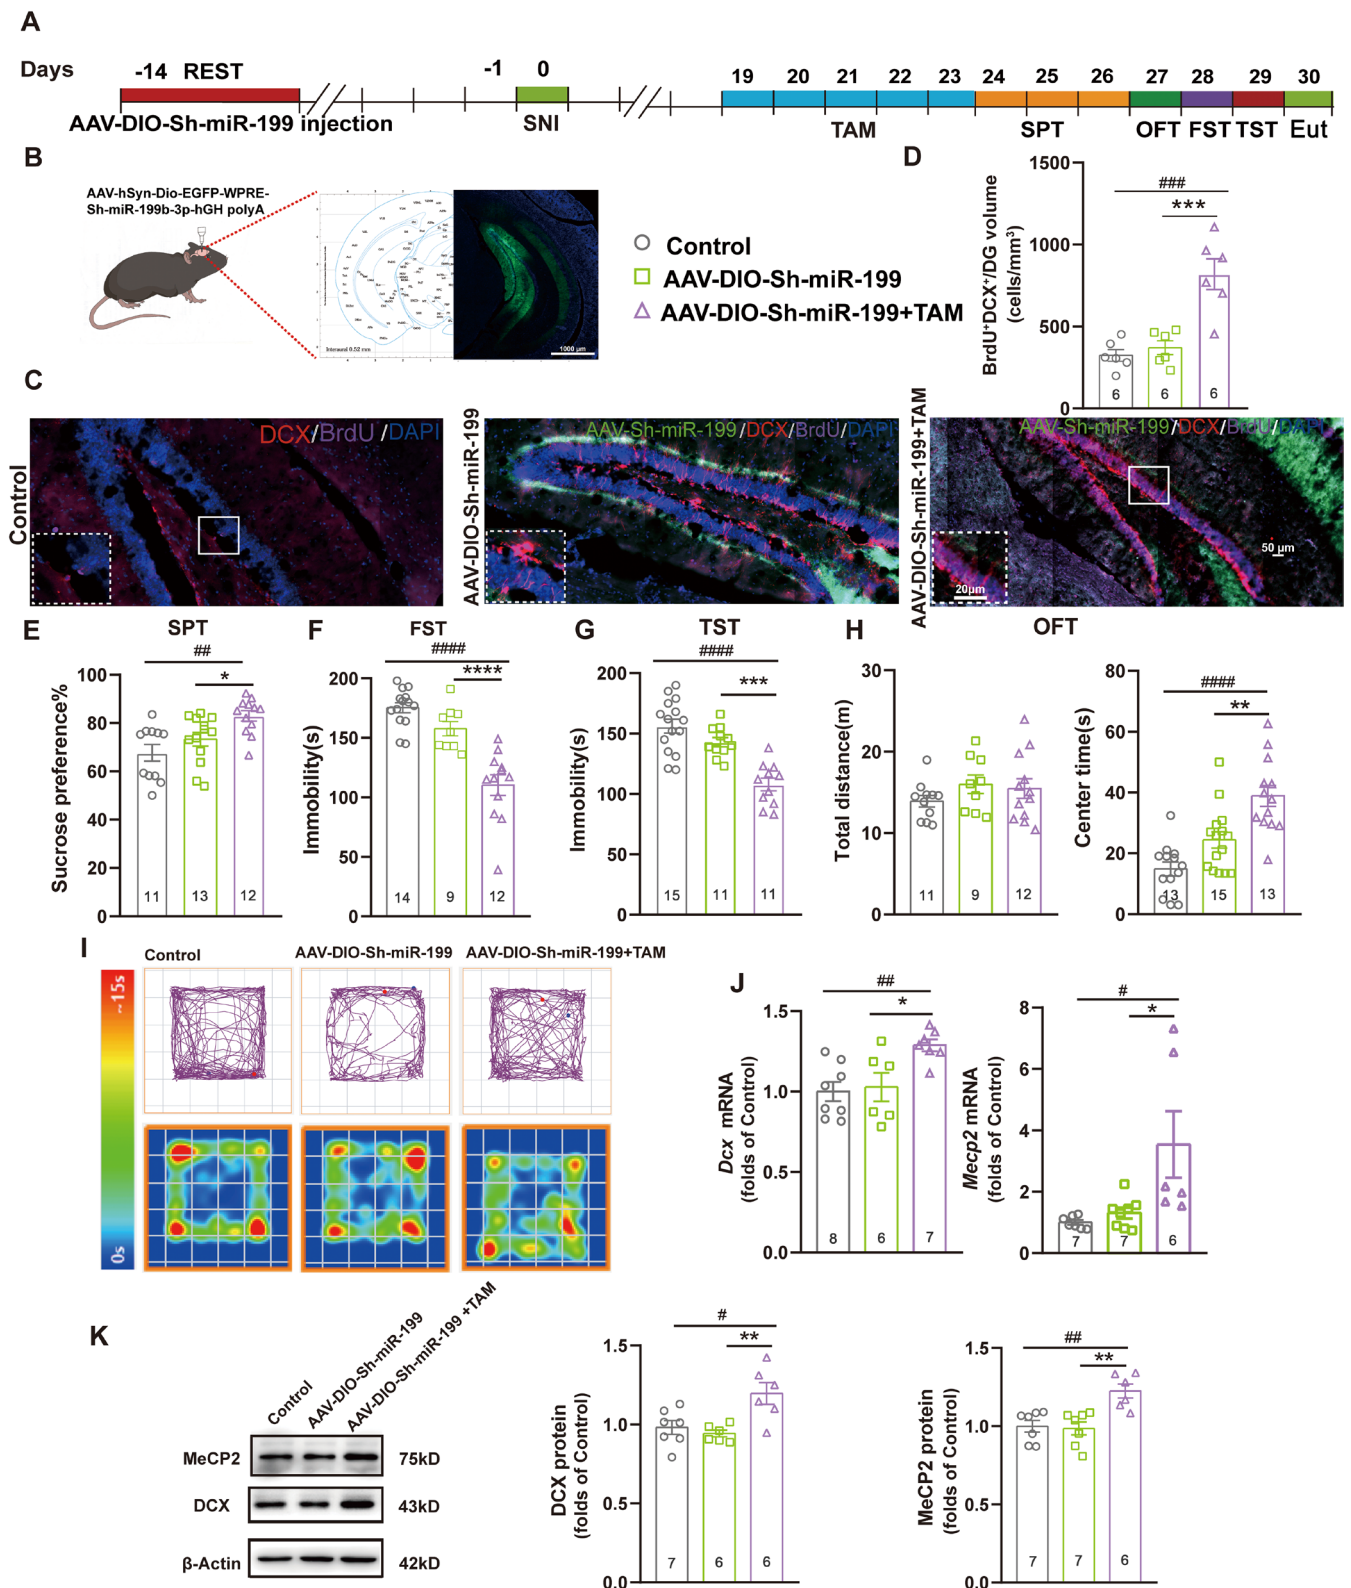 A
Days
-14 REST
-1
0
19 20 21 22 23 24 25 26 27 28 29 30
AAV-DIO-Sh-miR-199 injection
SNI
TAM
SPT
OFT FST TST Eut
B
AAV-hSyn-Dio-EGFP-WPRE-
Sh-miR-199b-3p-hGH polyA
Interaural 0.52 mm
1000 μm
Control
AAV-DIO-Sh-miR-199
AAV-DIO-Sh-miR-199+TAM
D
BrdU⁺DCX⁺/DG volume
(cells/mm³)
1500
1000
500
0
###
***
6 6 6
C
Control
DCX/BrdU/DAPI
AAV-DIO-Sh-miR-199
AAV-Sh-miR-199/DCX/BrdU/DAPI
AAV-DIO-Sh-miR-199+TAM
AAV-Sh-miR-199/DCX/BrdU/DAPI
50 μm
20μm
E
SPT
##
*
Sucrose preference%
100
80
60
40
20
0
11 13 12
F
FST
####
****
Immobility(s)
200
150
100
50
0
14 9 12
G
TST
####
***
Immobility(s)
200
150
100
50
0
15 11 11
H
OFT
Total distance(m)
30
20
10
0
11 9 12
####
**
Center time(s)
80
60
40
20
0
13 15 13
I
Control
AAV-DIO-Sh-miR-199
AAV-DIO-Sh-miR-199+TAM
~15s
0s
J
##
*
Dcx mRNA
(folds of Control)
1.5
1.0
0.5
0.0
8 6 7
#
*
Mecp2 mRNA
(folds of Control)
8
6
4
2
0
7 7 6
K
Control
AAV-DIO-Sh-miR-199
AAV-DIO-Sh-miR-199 +TAM
MeCP2 75kD
DCX 43kD
β-Actin 42kD
#
**
DCX protein
(folds of Control)
1.5
1.0
0.5
0.0
7 6 6
##
**
MeCP2 protein
(folds of Control)
1.5
1.0
0.5
0.0
7 7 6